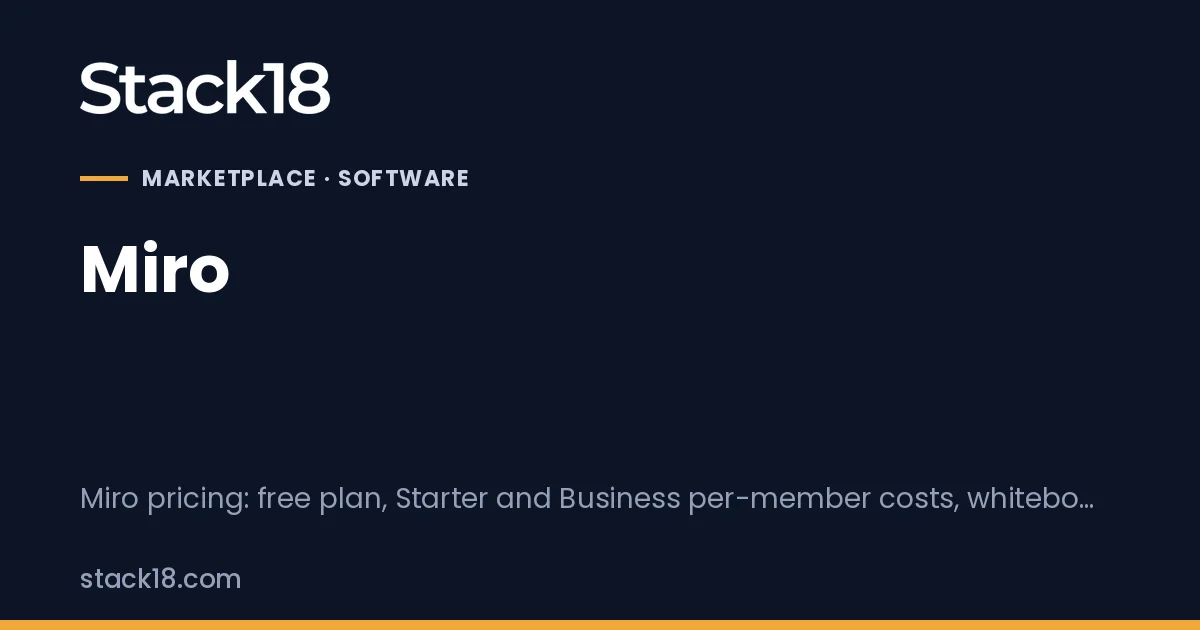 Stack18
MARKETPLACE · SOFTWARE
Miro
Miro pricing: free plan, Starter and Business per-member costs, whitebo...
stack18.com